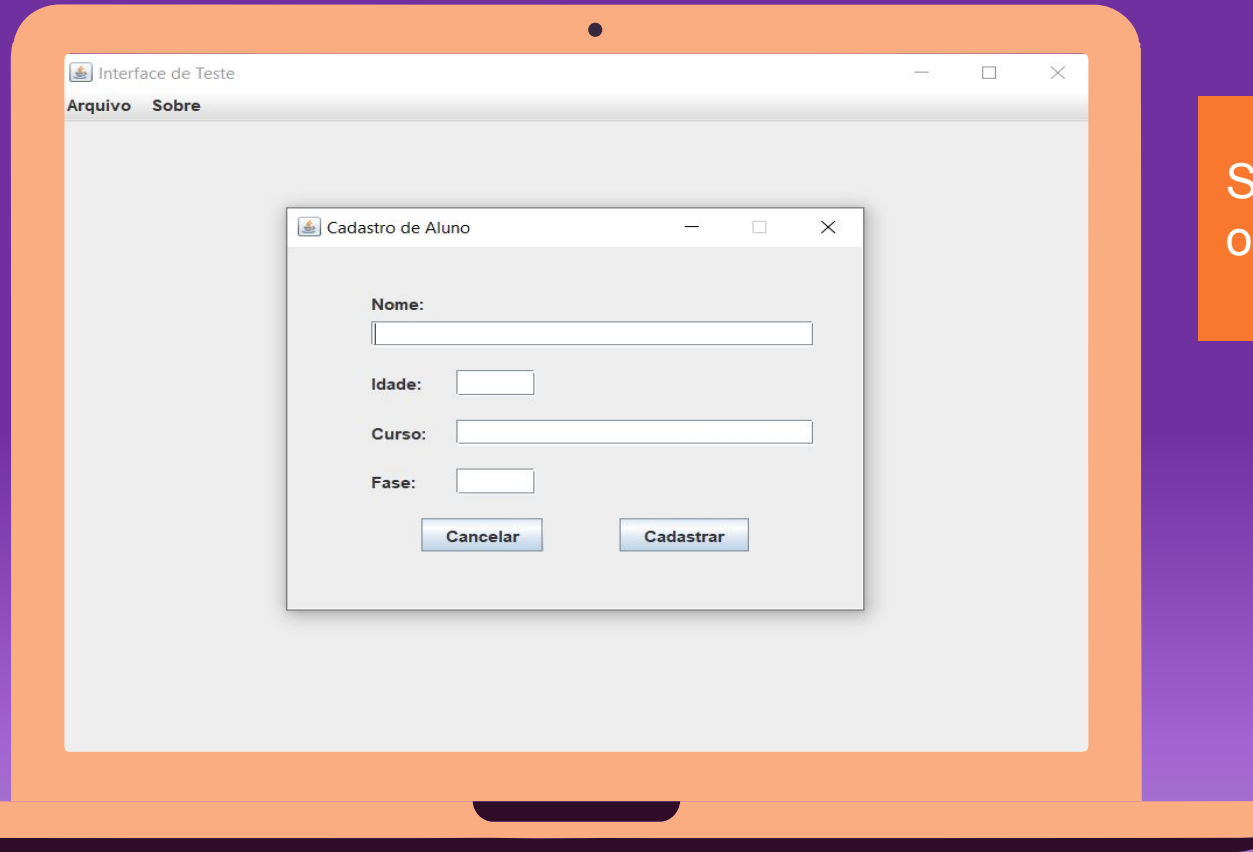 Interface de Teste
Arquivo Sobre
Cadastro de Aluno
Nome:
Idade:
Curso:
Fase:
Cancelar Cadastrar